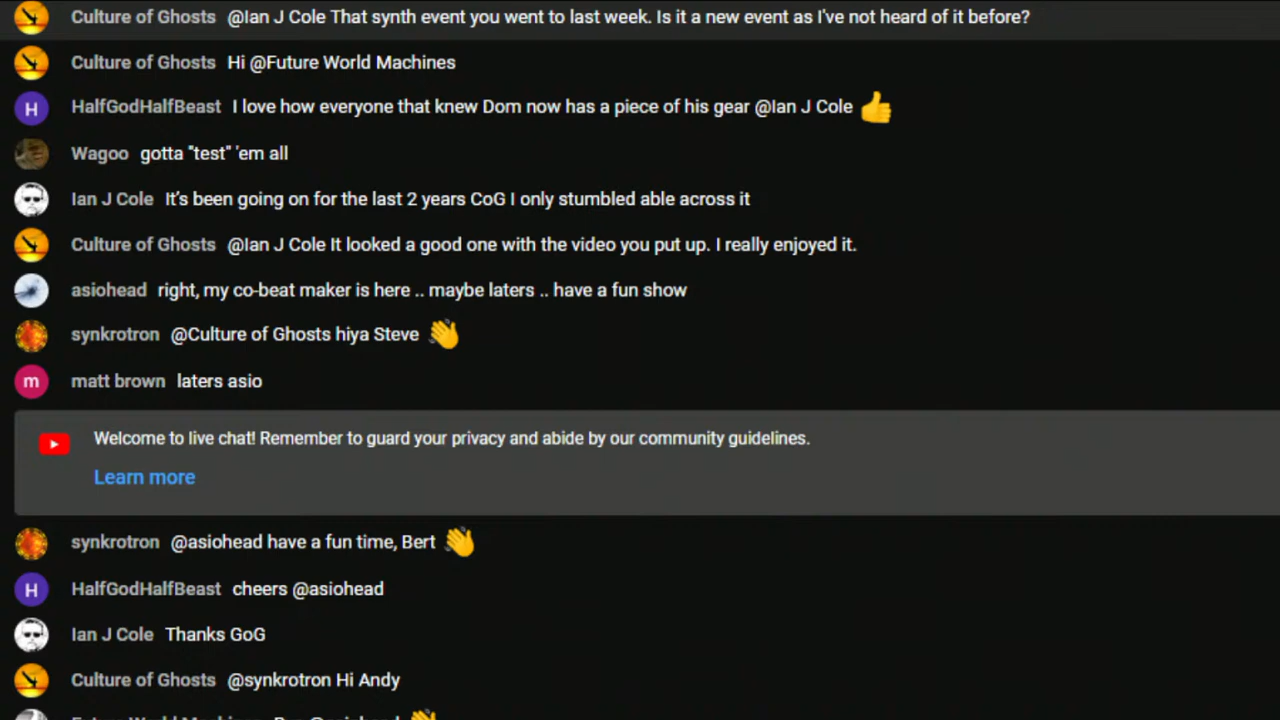 Culture of Ghosts @Ian J Cole That synth event you went to last week. Is it a new event as I've not heard of it before?
Culture of Ghosts Hi @Future World Machines
H HalfGodHalfBeast I love how everyone that knew Dom now has a piece of his gear @Ian J Cole 👍
Wagoo gotta "test" 'em all
Ian J Cole It's been going on for the last 2 years CoG I only stumbled able across it
Culture of Ghosts @Ian J Cole It looked a good one with the video you put up. I really enjoyed it.
asiohead right, my co-beat maker is here .. maybe laters .. have a fun show
synkrotron @Culture of Ghosts hiya Steve 👋
m matt brown laters asio
Welcome to live chat! Remember to guard your privacy and abide by our community guidelines.
Learn more
synkrotron @asiohead have a fun time, Bert 👋
H HalfGodHalfBeast cheers @asiohead
Ian J Cole Thanks GoG
Culture of Ghosts @synkrotron Hi Andy
Future World Machines @asiohead 👋